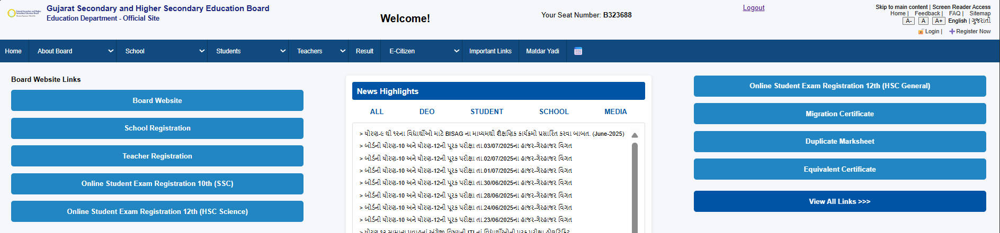 Gujarat Secondary and Higher Secondary Education Board
Education Department - Official Site
Welcome!
Your Seat Number: B323688
Logout
Skip to main content | Screen Reader Access
Home | Feedback | FAQ | Sitemap
A- A A+ English | ગુજરાતી
Login | Register Now
Home About Board School Students Teachers Result E-Citizen Important Links Matdar Yadi
Board Website Links
Board Website
School Registration
Teacher Registration
Online Student Exam Registration 10th (SSC)
Online Student Exam Registration 12th (HSC Science)
News Highlights
ALL DEO STUDENT SCHOOL MEDIA
> ધોરણ-૯ થી ૧૨ના વિદ્યાર્થીઓ માટે BISAG ના માધ્યમથી શૈક્ષણિક કાર્યક્રમો પ્રસારિત કરવા બાબત. (June-2025)
> બોર્ડની ધોરણ-10 અને ધોરણ-12ની પૂરક પરીક્ષા તા.03/07/2025ના હાજર-ગેરહાજર વિગત
> બોર્ડની ધોરણ-10 અને ધોરણ-12ની પૂરક પરીક્ષા તા.02/07/2025ના હાજર-ગેરહાજર વિગત
> બોર્ડની ધોરણ-10 અને ધોરણ-12ની પૂરક પરીક્ષા તા.01/07/2025ના હાજર-ગેરહાજર વિગત
> બોર્ડની ધોરણ-10 અને ધોરણ-12ની પૂરક પરીક્ષા તા.30/06/2025ના હાજર-ગેરહાજર વિગત
> બોર્ડની ધોરણ-10 અને ધોરણ-12ની પૂરક પરીક્ષા તા.28/06/2025ના હાજર-ગેરહાજર વિગત
> બોર્ડની ધોરણ-10 અને ધોરણ-12ની પૂરક પરીક્ષા તા.24/06/2025ના હાજર-ગેરહાજર વિગત
> બોર્ડની ધોરણ-10 અને ધોરણ-12ની પૂરક પરીક્ષા તા.23/06/2025ના હાજર-ગેરહાજર વિગત
Online Student Exam Registration 12th (HSC General)
Migration Certificate
Duplicate Marksheet
Equivalent Certificate
View All Links >>>